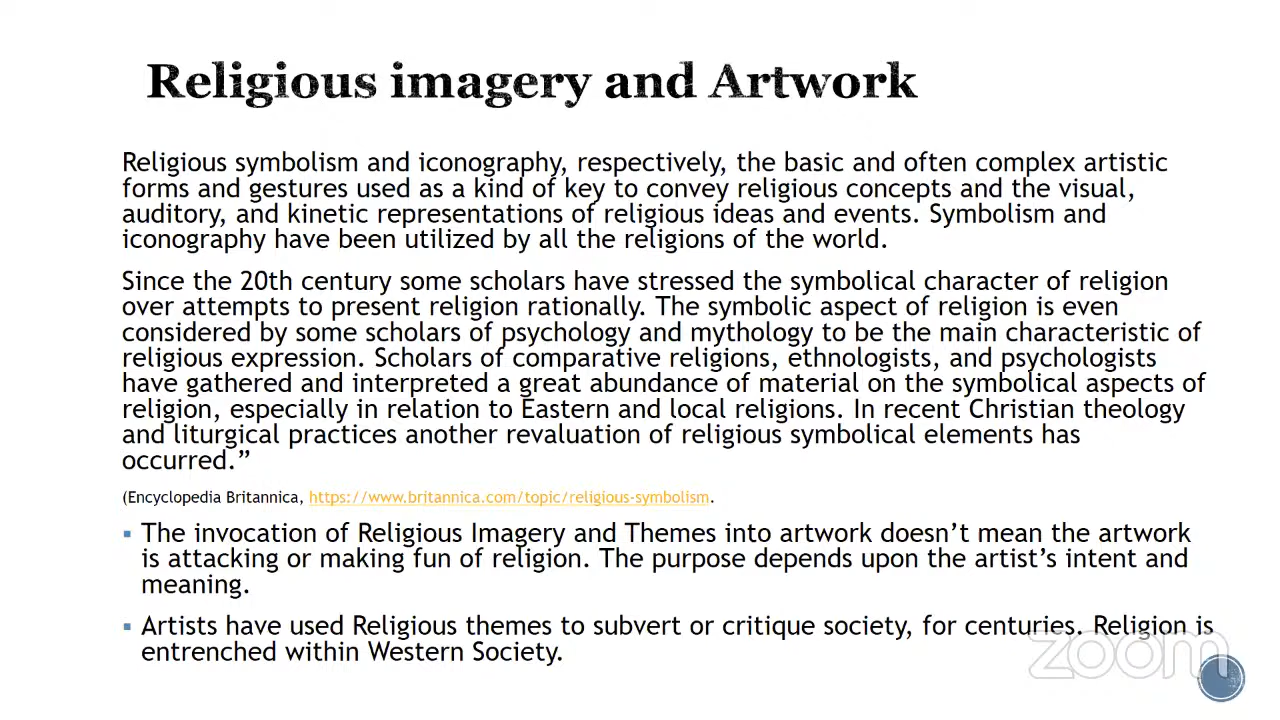 Religious imagery and Artwork
Religious symbolism and iconography, respectively, the basic and often complex artistic
forms and gestures used as a kind of key to convey religious concepts and the visual,
auditory, and kinetic representations of religious ideas and events. Symbolism and
iconography have been utilized by all the religions of the world.
Since the 20th century some scholars have stressed the symbolical character of religion
over attempts to present religion rationally. The symbolic aspect of religion is even
considered by some scholars of psychology and mythology to be the main characteristic of
religious expression. Scholars of comparative religions, ethnologists, and psychologists
have gathered and interpreted a great abundance of material on the symbolical aspects of
religion, especially in relation to Eastern and local religions. In recent Christian theology
and liturgical practices another revaluation of religious symbolical elements has
occurred.”
(Encyclopedia Britannica, https://www.britannica.com/topic/religious-symbolism.
▪ The invocation of Religious Imagery and Themes into artwork doesn’t mean the artwork
is attacking or making fun of religion. The purpose depends upon the artist’s intent and
meaning.
▪ Artists have used Religious themes to subvert or critique society, for centuries. Religion is
entrenched within Western Society.
3
zoom